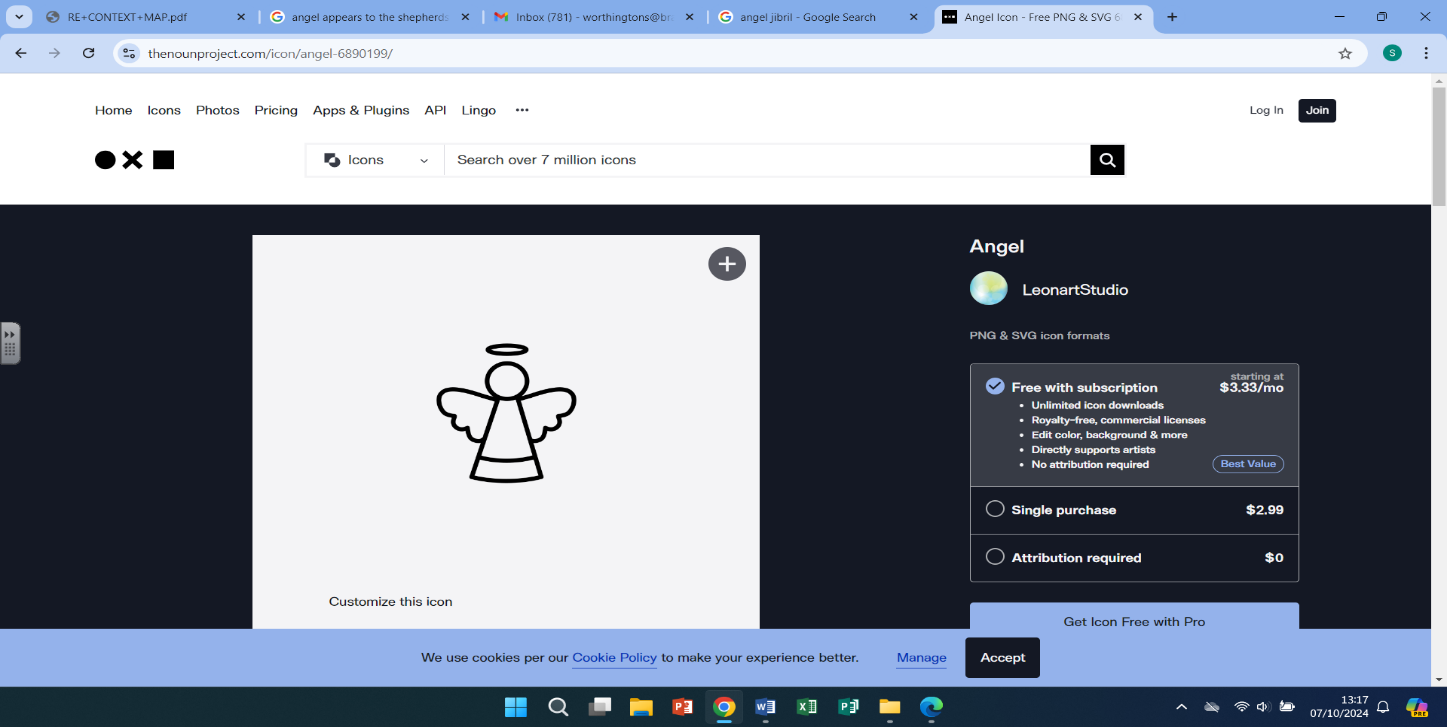 RE+CONTEXT+MAP.pdf
angel appears to the shepherds
Inbox (781) - worthingtons@br
angel jibril - Google Search
Angel Icon - Free PNG & SVG 6
thenounproject.com/icon/angel-6890199/
S
Home Icons Photos Pricing Apps & Plugins API Lingo •••
Log In Join
Icons Search over 7 million icons
Angel
LeonartStudio
PNG & SVG icon formats
starting at
Free with subscription $3.33/mo
• Unlimited icon downloads
• Royalty-free, commercial licenses
• Edit color, background & more
• Directly supports artists
• No attribution required
Best Value
Single purchase $2.99
Attribution required $0
Customize this icon
Get Icon Free with Pro
We use cookies per our Cookie Policy to make your experience better. Manage Accept
13:17
07/10/2024
PRE